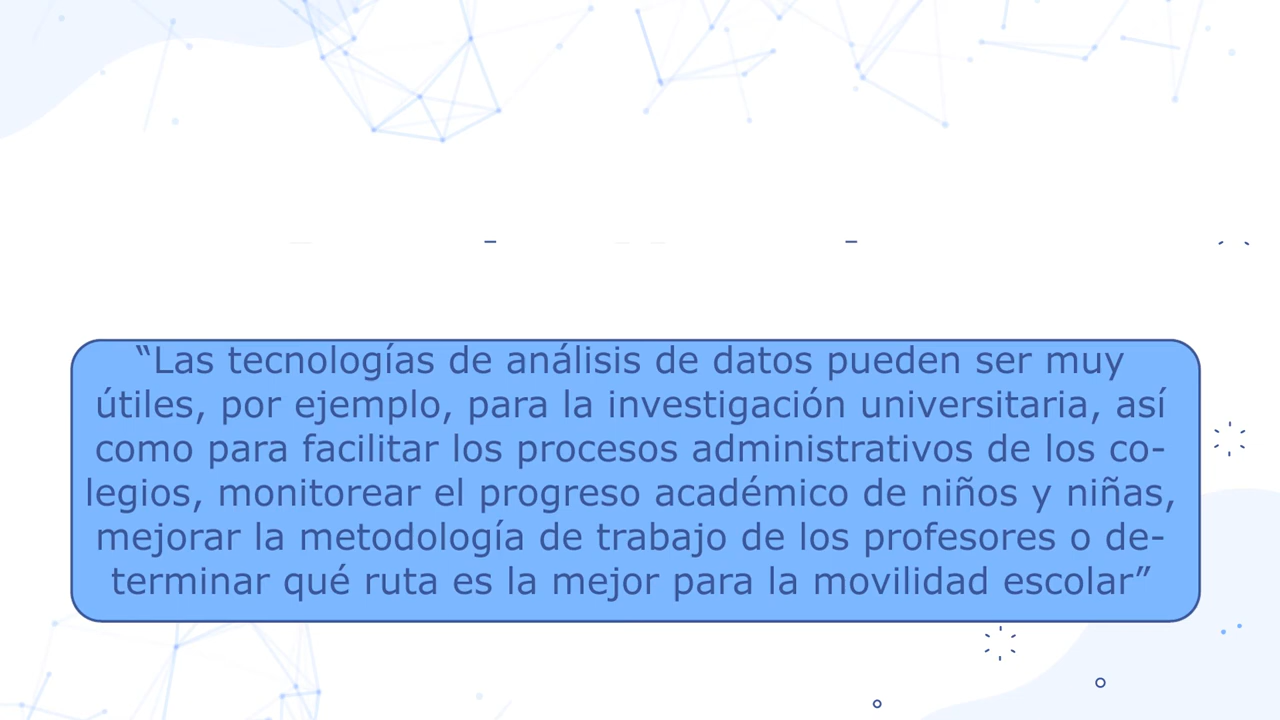 “Las tecnologías de análisis de datos pueden ser muy
útiles, por ejemplo, para la investigación universitaria, así
como para facilitar los procesos administrativos de los co-
legios, monitorear el progreso académico de niños y niñas,
mejorar la metodología de trabajo de los profesores o de-
terminar qué ruta es la mejor para la movilidad escolar”